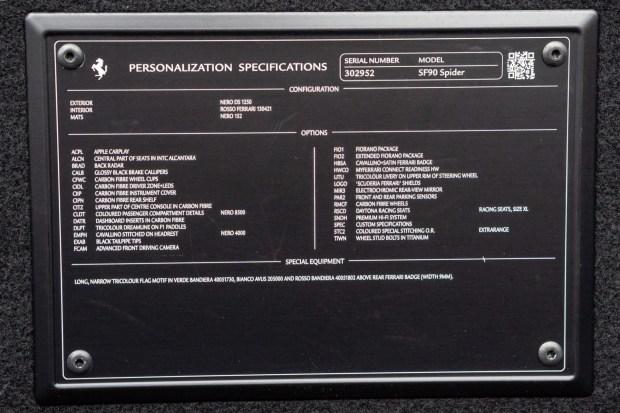 PERSONALIZATION SPECIFICATIONS
SERIAL NUMBER MODEL
302952 SF90 Spider
CONFIGURATION
EXTERIOR NERO DS 1250
INTERIOR ROSSO FERRARI 130421
MATS NERO 152
OPTIONS
ACPL APPLE CARPLAY
ALCN CENTRAL PART OF SEATS IN INTC ALCANTARA
BRAD BACK RADAR
CALB GLOSSY BLACK BRAKE CALLIPERS
CFWC CARBON FIBRE WHEEL CUPS
CIDL CARBON FIBRE DRIVER ZONE+LEDS
CIIP CARBON FIBRE INSTRUMENT COVER
CIPN CARBON FIBRE REAR SHELF
CITZ UPPER PART OF CENTRE CONSOLE IN CARBON FIBRE
CLDT COLOURED PASSENGER COMPARTMENT DETAILS NERO 8500
DATR DASHBOARD INSERTS IN CARBON FIBRE
DLPT TRICOLOUR DREAMLINE ON F1 PADDLES
EMPH CAVALLINO STITCHED ON HEADREST NERO 4000
EXAB BLACK TAILPIPE TIPS
FCAM ADVANCED FRONT DRIVING CAMERA
FIO1 FIORANO PACKAGE
FIO2 EXTENDED FIORANO PACKAGE
HBSA CAVALLINO+SATIN FERRARI BADGE
HWCO MYFERRARI CONNECT READINESS HW
LITU TRICOLOUR LIVERY ON UPPER RIM OF STEERING WHEEL
LOGO "SCUDERIA FERRARI" SHIELDS
MIR3 ELECTROCHROMIC REAR-VIEW MIRROR
PAR2 FRONT AND REAR PARKING SENSORS
RMCF CARBON FIBRE WHEELS
RSCD DAYTONA RACING SEATS RACING SEATS, SIZE XL
SNDH PREMIUM HI-FI SYSTEM
SPEC CUSTOM SPECIFICATIONS
STC2 COLOURED SPECIAL STITCHING O.R. EXTRARANGE
TIWN WHEEL STUD BOLTS IN TITANIUM
SPECIAL EQUIPMENT
LONG, NARROW TRICOLOUR FLAG MOTIF IN VERDE BANDIERA 40031730, BIANCO AVUS 205000 AND ROSSO BANDIERA 40031802 ABOVE REAR FERRARI BADGE (WIDTH 9MM).